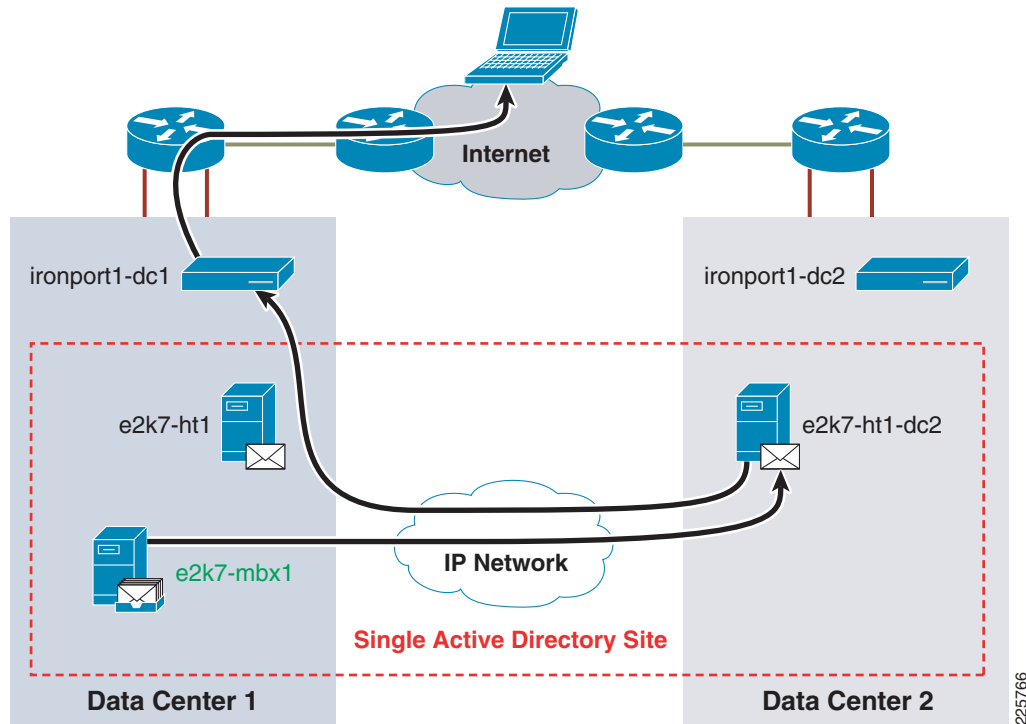 Internet
ironport1-dc1
ironport1-dc2
e2k7-ht1
e2k7-ht1-dc2
IP Network
e2k7-mbx1
Single Active Directory Site
Data Center 1
Data Center 2
225766